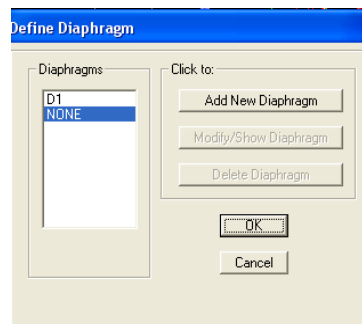 Define Diaphragm
Diaphragms
D1
NONE
Click to:
Add New Diaphragm
Modify/Show Diaphragm
Delete Diaphragm
OK
Cancel